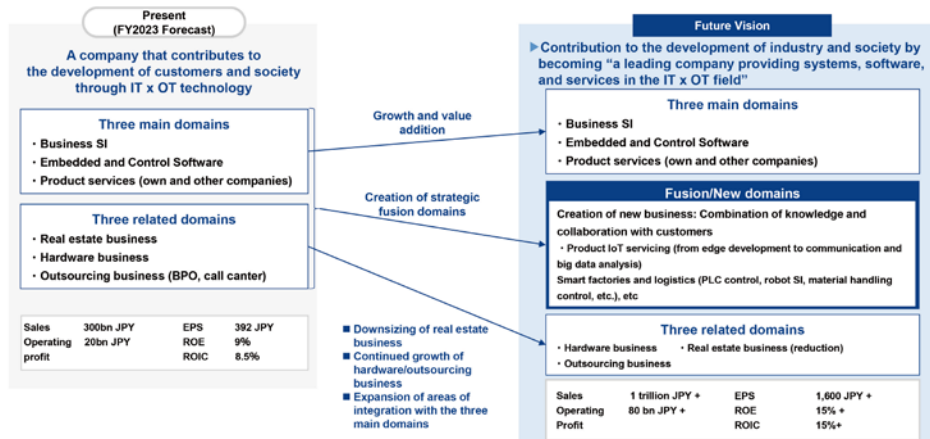 Present
(FY2023 Forecast)
A company that contributes to
the development of customers and society
through IT x OT technology
Three main domains
・Business SI
・Embedded and Control Software
・Product services (own and other companies)
Three related domains
・Real estate business
・Hardware business
・Outsourcing business (BPO, call canter)
Sales 300bn JPY EPS 392 JPY
Operating 20bn JPY ROE 9%
profit ROIC 8.5%
Growth and value
addition
Creation of strategic
fusion domains
■ Downsizing of real estate
business
■ Continued growth of
hardware/outsourcing
business
■ Expansion of areas of
integration with the three
main domains
Future Vision
▶Contribution to the development of industry and society by
becoming “a leading company providing systems, software,
and services in the IT x OT field”
Three main domains
・Business SI
・Embedded and Control Software
・Product services (own and other companies)
Fusion/New domains
Creation of new business: Combination of knowledge and
collaboration with customers
・Product IoT servicing (from edge development to communication and
big data analysis)
Smart factories and logistics (PLC control, robot SI, material handling
control, etc.), etc
Three related domains
・Hardware business ・Real estate business (reduction)
・Outsourcing business
Sales 1 trillion JPY + EPS 1,600 JPY +
Operating 80 bn JPY + ROE 15% +
Profit ROIC 15%+